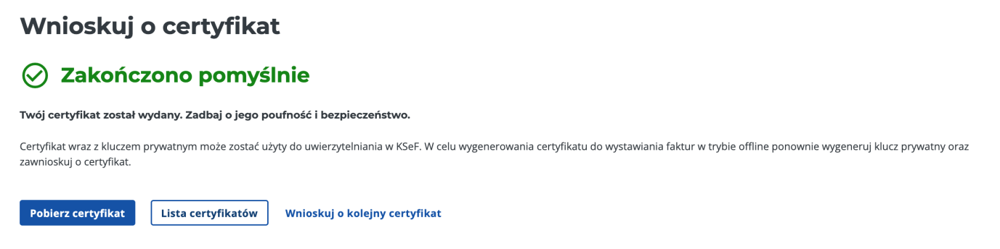 Wnioskuj o certyfikat
Zakończono pomyślnie
Twój certyfikat został wydany. Zadbaj o jego poufność i bezpieczeństwo.
Certyfikat wraz z kluczem prywatnym może zostać użyty do uwierzytelniania w KSeF. W celu wygenerowania certyfikatu do wystawiania faktur w trybie offline ponownie wygeneruj klucz prywatny oraz
zawnioskuj o certyfikat.
Pobierz certyfikat Lista certyfikatów Wnioskuj o kolejny certyfikat